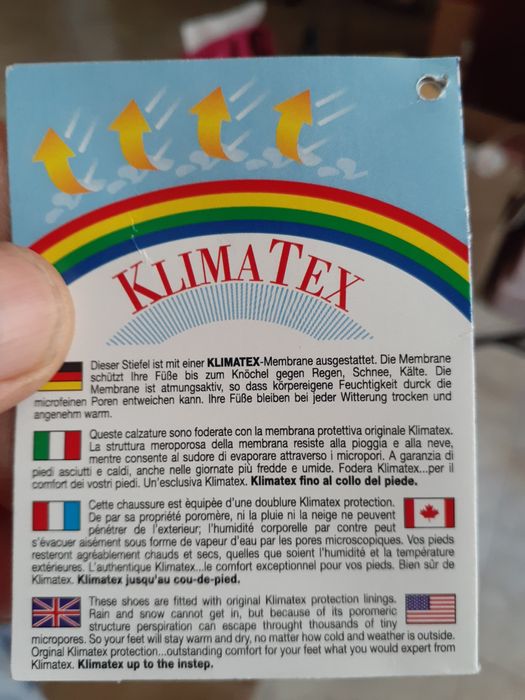 KLIMATEX
Dieser Stiefel ist mit einer KLIMATEX-Membrane ausgestattet. Die Membrane
schützt Ihre Füße bis zum Knöchel gegen Regen, Schnee, Kälte. Die
Membrane ist atmungsaktiv, so dass körpereigene Feuchtigkeit durck die
microfeinen Poren entweichen kann. Ihre Füße bleiben bei jeder Witterung trocken und
angenehm warm.
Queste calzature sono foderate con la membrana protettiva originale Klimatex.
La struttura meroporosa della membrana resiste alla pioggia e alla neve,
mentre consente al sudore di evaporare attraverso i micropori. A garanzia di
piedi asciutti e caldi, anche nelle giornate più fredde e umide. Fodera Klimatex...per il
comfort dei vostri piedi. Un'esclusiva Klimatex. Klimatex fino al collo del piede.
Cette chaussure est èquipèe d'une doublure Klimatex protection.
De par sa propriété poromère, ni la pluie ni la neige ne peuvent
pénétrer de l'exterieur; l'humidité corporelle par contre peut
s'évacuer aisément sous forme de vapeur d'eau par les pores microscopiques. Vos pieds
resteront agréablement chauds et secs, quelles que soient l'humidité et la température
extérieures. L'authentique Klimatex...le comfort exceptionnel pour vos pieds. Bien sûr de
Klimatex. Klimatex jusqu'au cou-de-pied.
These shoes are fitted with original Klimatex protection linings.
Rain and snow cannot get in, but because of its poromeric
structure perspiration can escape throught thousands of tiny
micropores. So your feet will stay warm and dry, no matter how cold and weather is outside.
Orginal Klimatex protection...outstanding comfort for your feet what you would expert from
Klimatex. Klimatex up to the instep.